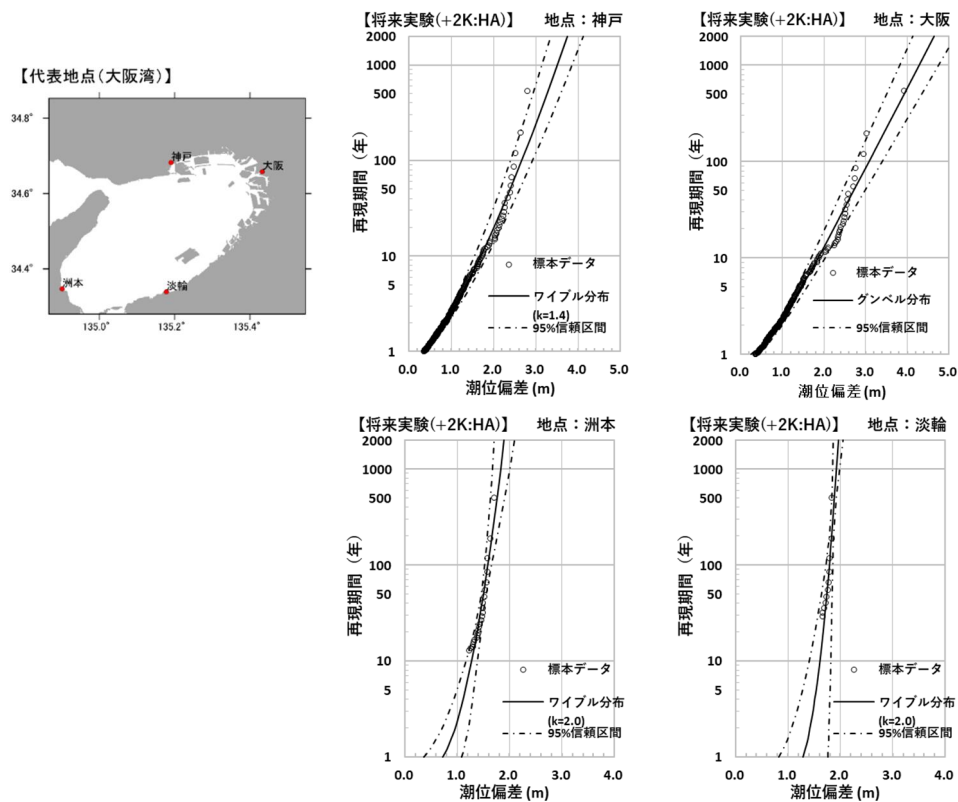 【代表地点(大阪湾)】
34.8°
34.6°
34.4°
135.0°
135.2°
135.4°
神戸
大阪
洲本
淡輪
【将来実験(+2K:HA)】 地点：神戸
再現期間（年）
2000
1000
500
100
50
10
5
1
標本データ
ワイブル分布
(k=1.4)
95%信頼区間
0.0 1.0 2.0 3.0 4.0 5.0
潮位偏差 (m)
【将来実験(+2K:HA)】 地点：大阪
再現期間（年）
2000
1000
500
100
50
10
5
1
標本データ
グンベル分布
95%信頼区間
0.0 1.0 2.0 3.0 4.0 5.0
潮位偏差 (m)
【将来実験(+2K:HA)】 地点：洲本
再現期間（年）
2000
1000
500
100
50
10
5
1
標本データ
ワイブル分布
(k=2.0)
95%信頼区間
0.0 1.0 2.0 3.0 4.0
潮位偏差 (m)
【将来実験(+2K:HA)】 地点：淡輪
再現期間（年）
2000
1000
500
100
50
10
5
1
標本データ
ワイブル分布
(k=2.0)
95%信頼区間
0.0 1.0 2.0 3.0 4.0
潮位偏差 (m)